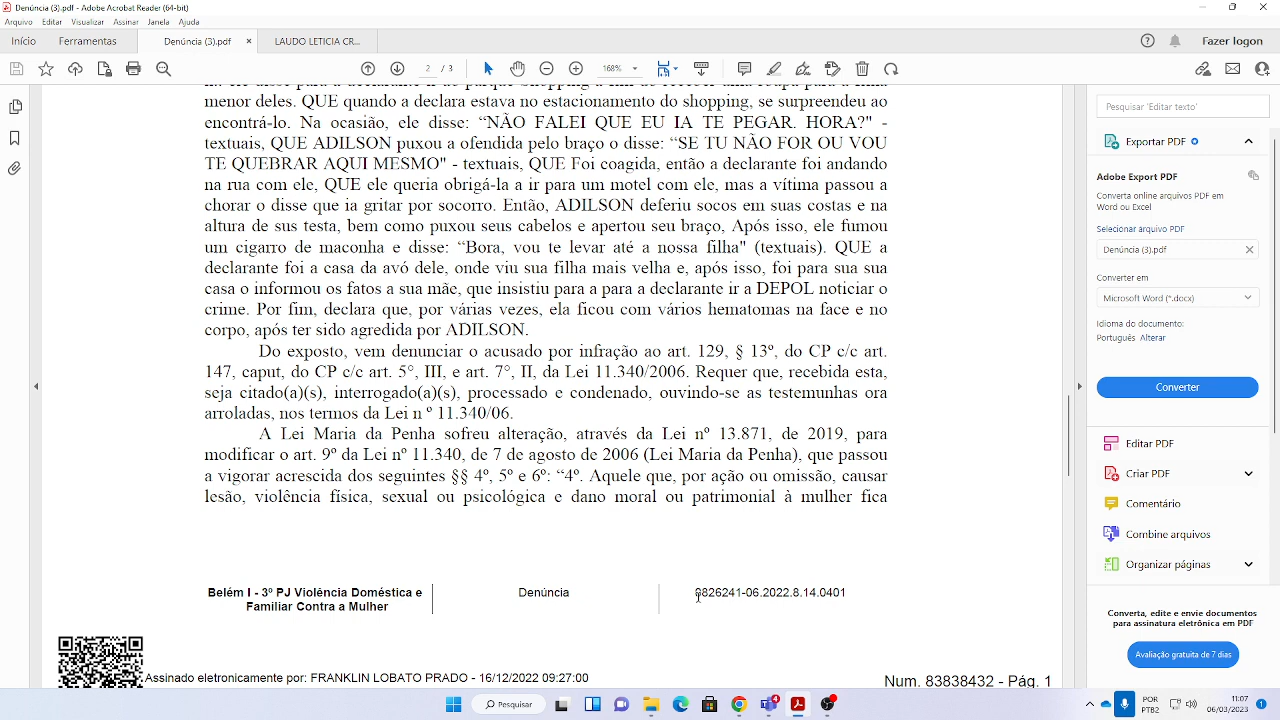 Denúncia (3).pdf - Adobe Acrobat Reader (64-bit)
Arquivo Editar Visualizar Assinar Janela Ajuda
Início Ferramentas Denúncia (3).pdf × LAUDO LETICIA CR... Fazer logon
2 / 3 168%
menor deles. QUE quando a declara estava no estacionamento do shopping, se surpreendeu ao
encontrá-lo. Na ocasião, ele disse: “NÃO FALEI QUE EU IA TE PEGAR. HORA?" -
textuais, QUE ADILSON puxou a ofendida pelo braço o disse: “SE TU NÃO FOR OU VOU
TE QUEBRAR AQUI MESMO" - textuais, QUE Foi coagida, então a declarante foi andando
na rua com ele, QUE ele queria obrigá-la a ir para um motel com ele, mas a vítima passou a
chorar o disse que ia gritar por socorro. Então, ADILSON deferiu socos em suas costas e na
altura de sus testa, bem como puxou seus cabelos e apertou seu braço, Após isso, ele fumou
um cigarro de maconha e disse: “Bora, vou te levar até a nossa filha" (textuais). QUE a
declarante foi a casa da avó dele, onde viu sua filha mais velha e, após isso, foi para sua sua
casa o informou os fatos a sua mãe, que insistiu para a para a declarante ir a DEPOL noticiar o
crime. Por fim, declara que, por várias vezes, ela ficou com vários hematomas na face e no
corpo, após ter sido agredida por ADILSON.
Do exposto, vem denunciar o acusado por infração ao art. 129, § 13º, do CP c/c art.
147, caput, do CP c/c art. 5°, III, e art. 7°, II, da Lei 11.340/2006. Requer que, recebida esta,
seja citado(a)(s), interrogado(a)(s), processado e condenado, ouvindo-se as testemunhas ora
arroladas, nos termos da Lei n º 11.340/06.
A Lei Maria da Penha sofreu alteração, através da Lei nº 13.871, de 2019, para
modificar o art. 9º da Lei nº 11.340, de 7 de agosto de 2006 (Lei Maria da Penha), que passou
a vigorar acrescida dos seguintes §§ 4º, 5º e 6º: “4º. Aquele que, por ação ou omissão, causar
lesão, violência física, sexual ou psicológica e dano moral ou patrimonial à mulher fica
Belém I - 3º PJ Violência Doméstica e
Familiar Contra a Mulher
Denúncia
0826241-06.2022.8.14.0401
Assinado eletronicamente por: FRANKLIN LOBATO PRADO - 16/12/2022 09:27:00
Num. 83838432 - Pág. 1
Pesquisar 'Editar texto'
Exportar PDF
Adobe Export PDF
Converta online arquivos PDF em
Word ou Excel
Selecionar arquivo PDF
Denúncia (3).pdf
Converter em
Microsoft Word (*.docx)
Idioma do documento:
Português Alterar
Converter
Editar PDF
Criar PDF
Comentário
Combine arquivos
Organizar páginas
Converta, edite e envie documentos
para assinatura eletrônica em PDF
Avaliação gratuita de 7 dias
Pesquisar
4
POR
PTB2
11:07
06/03/2023
1